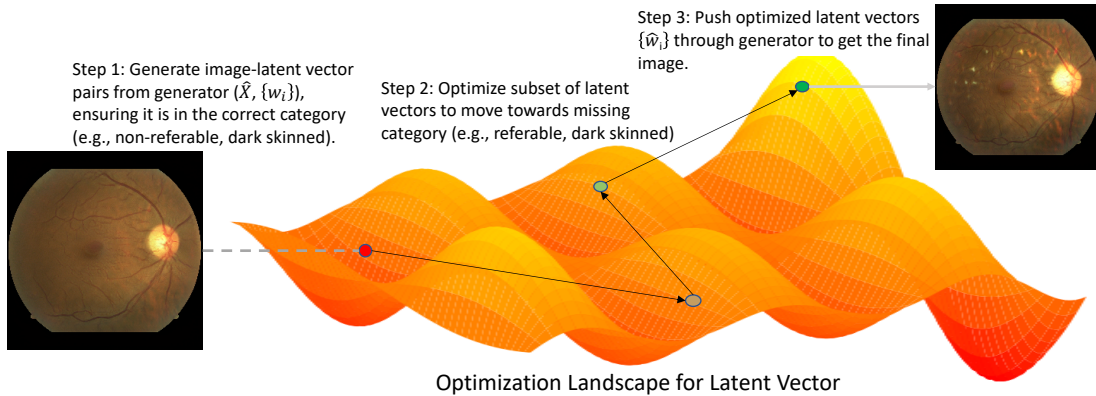 Step 1: Generate image-latent vector
pairs from generator (X̂, {wᵢ}),
ensuring it is in the correct category
(e.g., non-referable, dark skinned).
Step 2: Optimize subset of latent
vectors to move towards missing
category (e.g., referable, dark skinned)
Step 3: Push optimized latent vectors
{ŵᵢ} through generator to get the final
image.
Optimization Landscape for Latent Vector